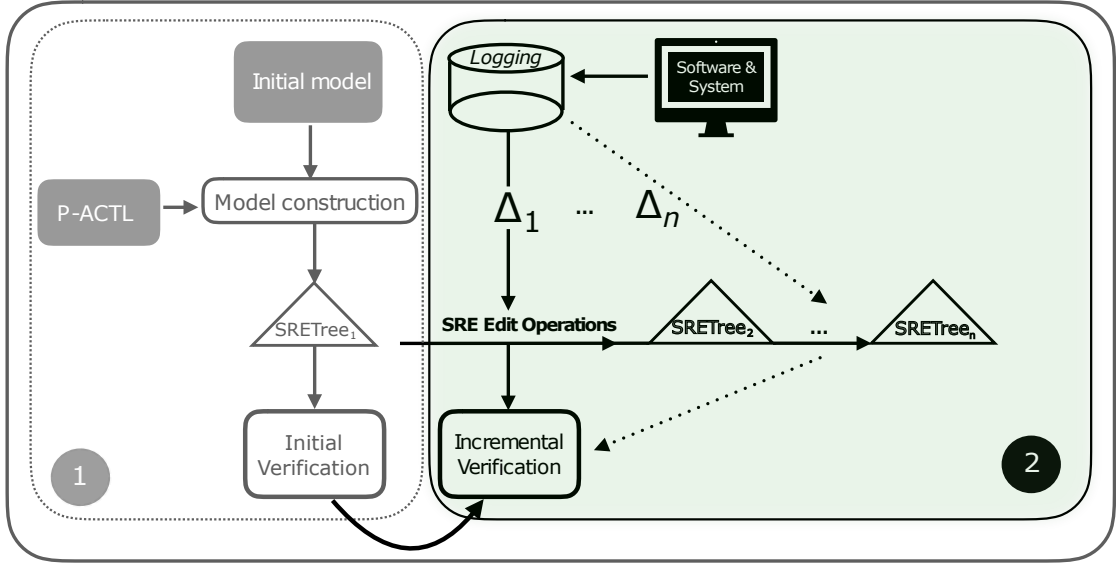 Initial model
P-ACTL
Model construction
SRETree₁
Initial
Verification
1
Logging
Software &
System
Δ₁ ... Δₙ
SRE Edit Operations
SRETree₂
...
SRETreeₙ
Incremental
Verification
2